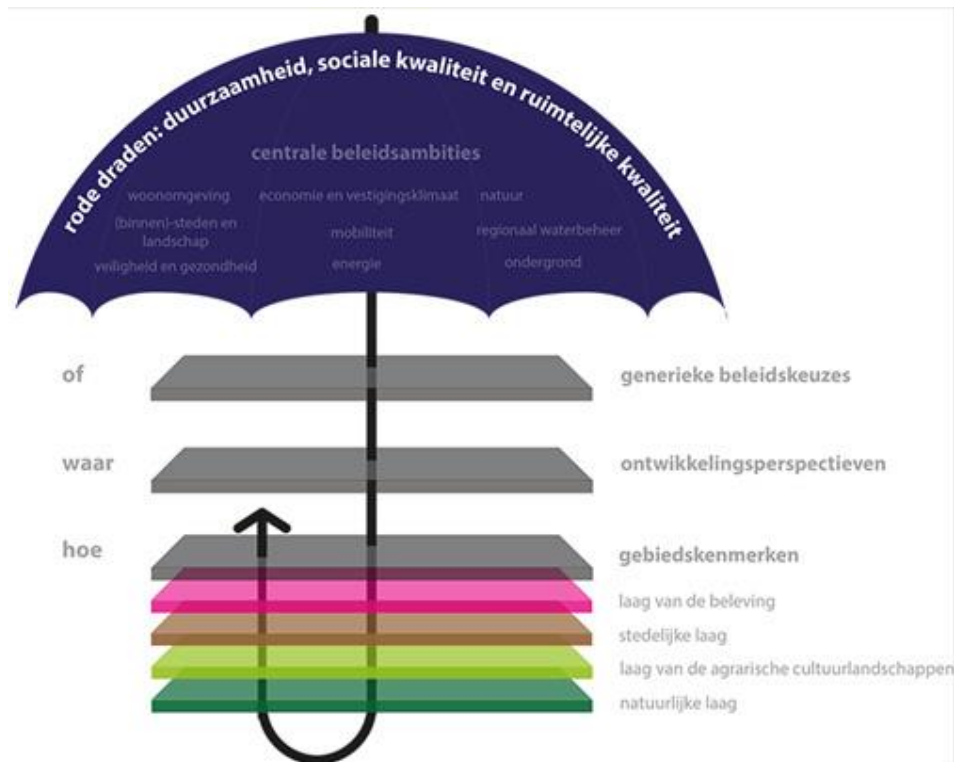 rode draden: duurzaamheid, sociale kwaliteit en ruimtelijke kwaliteit
centrale beleidsambities
woonomgeving
economie en vestigingsklimaat
natuur
(binnen)-steden en
landschap
mobiliteit
regionaal waterbeheer
veiligheid en gezondheid
energie
ondergrond
of
generieke beleidskeuzes
waar
ontwikkelingsperspectieven
hoe
gebiedskenmerken
laag van de beleving
stedelijke laag
laag van de agrarische cultuurlandschappen
natuurlijke laag